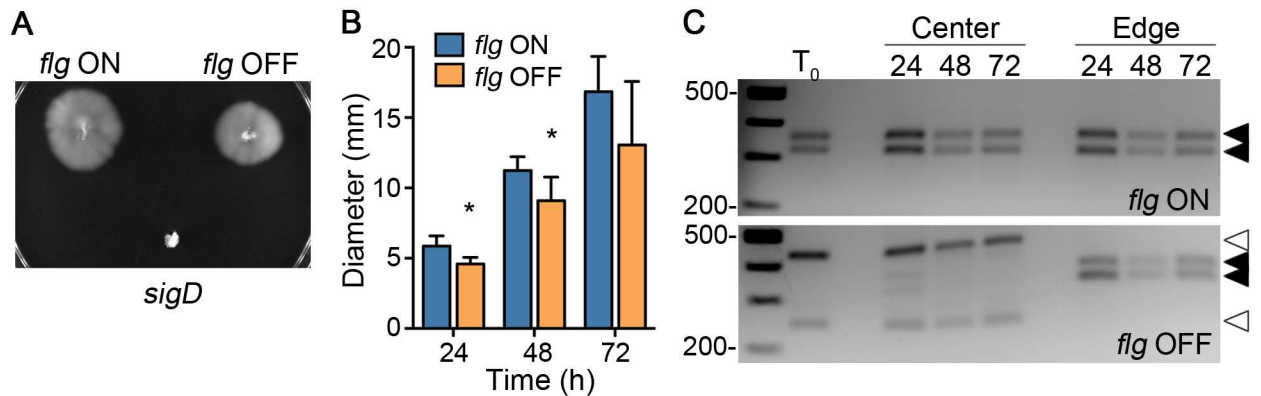 A
flg ON flg OFF
sigD
B
flg ON
flg OFF
20
15
10
5
0
Diameter (mm)
*
*
24 48 72
Time (h)
C
Center Edge
T0 24 48 72 24 48 72
500-
200-
flg ON
500-
200-
flg OFF